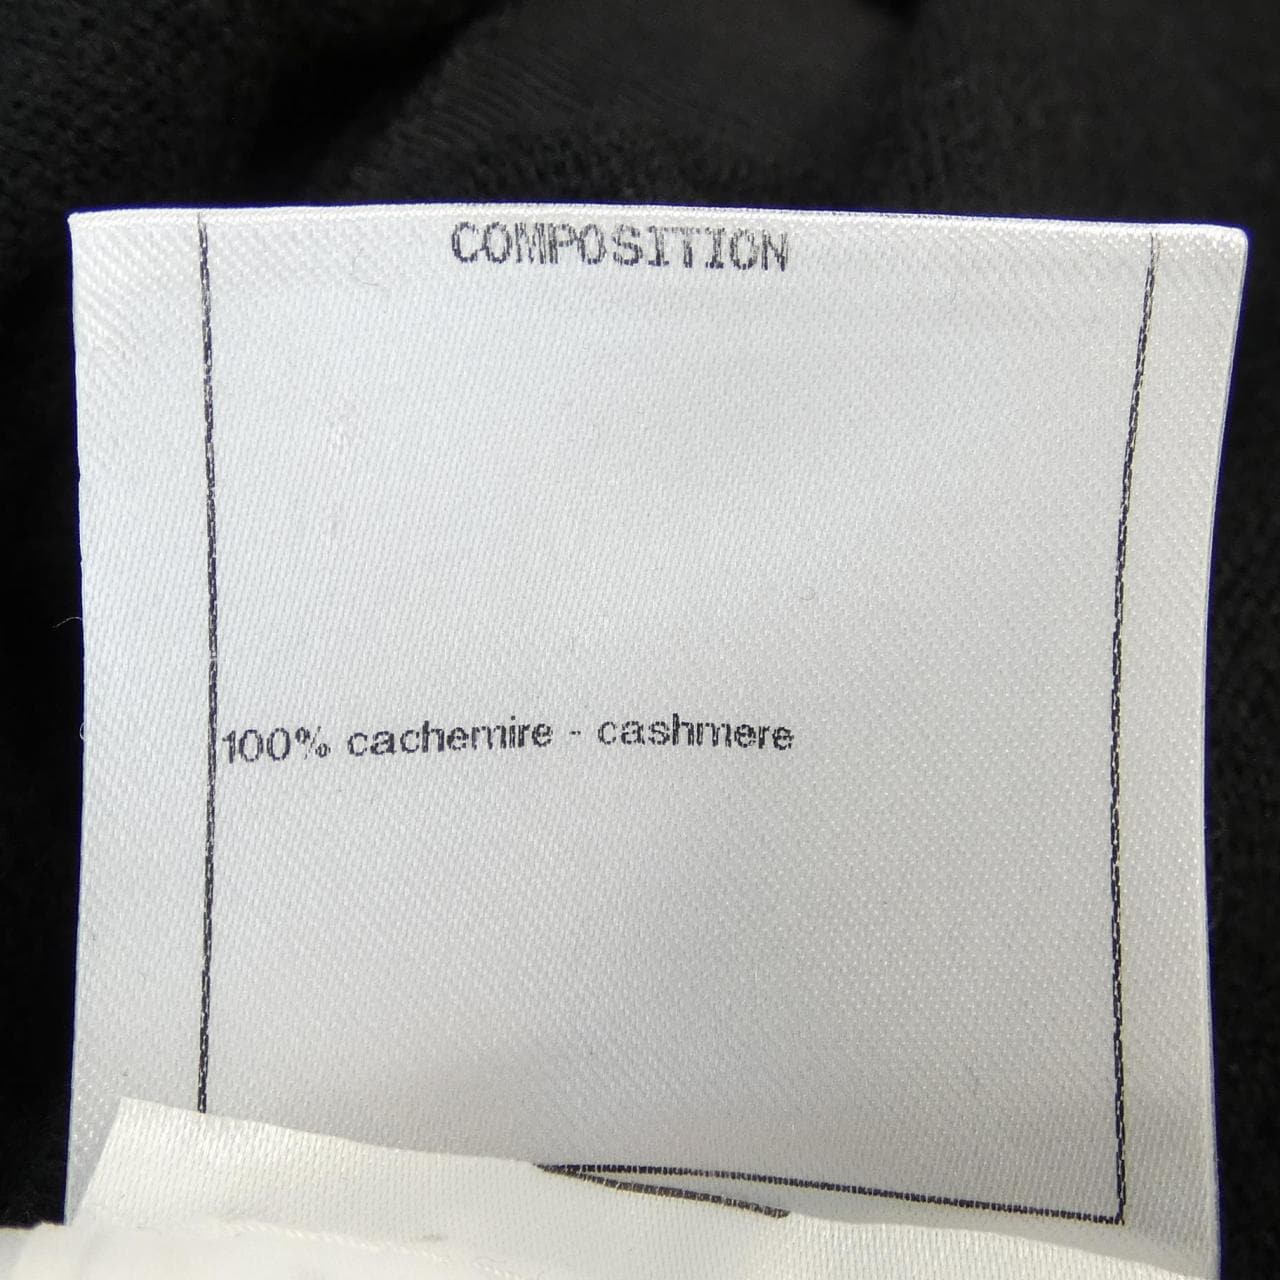 COMPOSITION
100% cachemire - cashmere